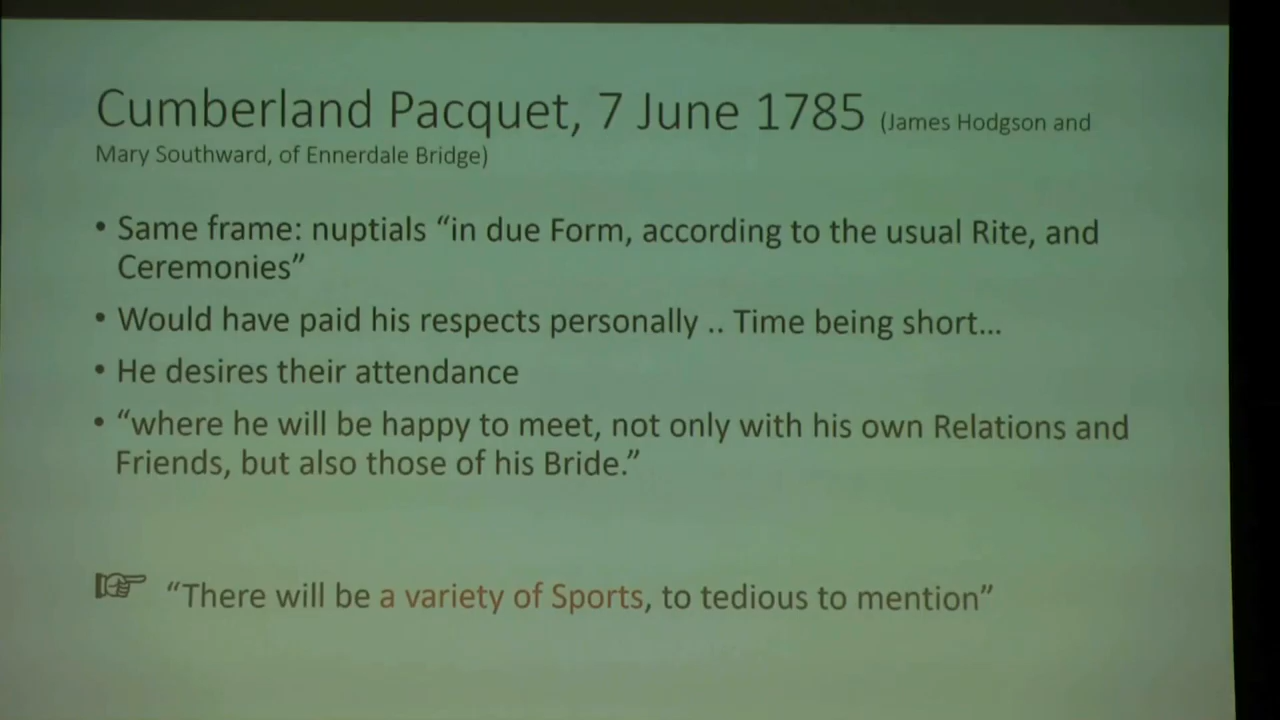 Cumberland Pacquet, 7 June 1785 (James Hodgson and
Mary Southward, of Ennerdale Bridge)
• Same frame: nuptials “in due Form, according to the usual Rite, and
Ceremonies”
• Would have paid his respects personally .. Time being short...
• He desires their attendance
• “where he will be happy to meet, not only with his own Relations and
Friends, but also those of his Bride.”
☞ “There will be a variety of Sports, to tedious to mention”